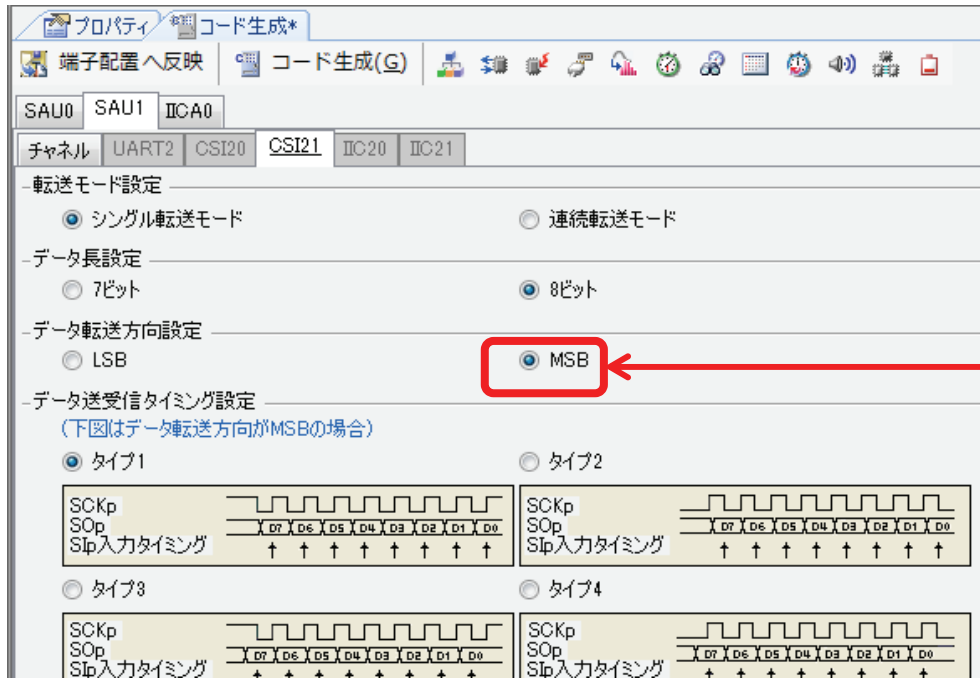 プロパティ コード生成*
端子配置へ反映 コード生成(G)
SAU0 SAU1 IICA0
チャネル UART2 CSI20 CSI21 IIC20 IIC21
転送モード設定
シングル転送モード 連続転送モード
データ長設定
7ビット 8ビット
データ転送方向設定
LSB MSB
データ送受信タイミング設定
(下図はデータ転送方向がMSBの場合)
タイプ1 タイプ2
SCKp SCKp
SOp D7 D6 D5 D4 D3 D2 D1 D0 SOp D7 D6 D5 D4 D3 D2 D1 D0
SIp入力タイミング SIp入力タイミング
タイプ3 タイプ4
SCKp SCKp
SOp D7 D6 D5 D4 D3 D2 D1 D0 SOp D7 D6 D5 D4 D3 D2 D1 D0
SIp入力タイミング SIp入力タイミング